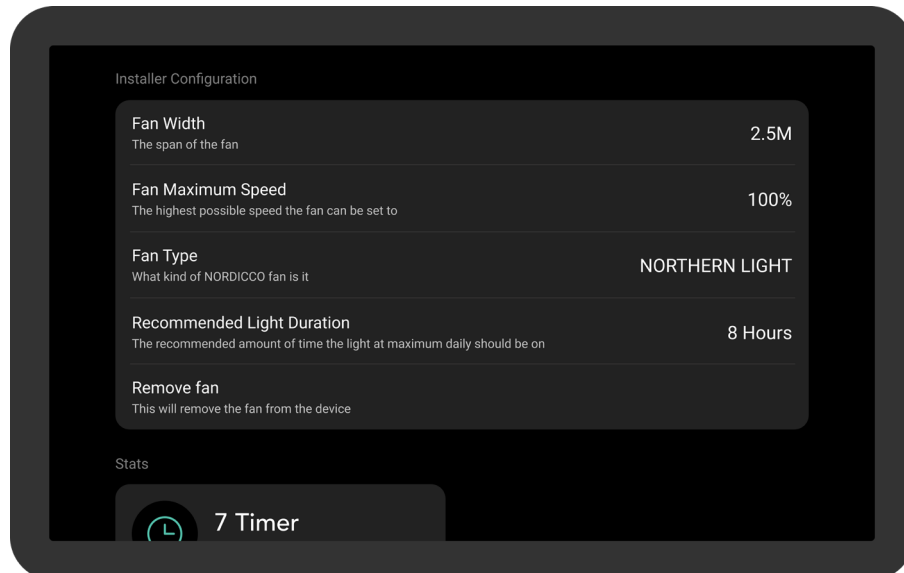 Installer Configuration
Fan Width
The span of the fan
2.5M
Fan Maximum Speed
The highest possible speed the fan can be set to
100%
Fan Type
What kind of NORDICCO fan is it
NORTHERN LIGHT
Recommended Light Duration
The recommended amount of time the light at maximum daily should be on
8 Hours
Remove fan
This will remove the fan from the device
Stats
7 Timer